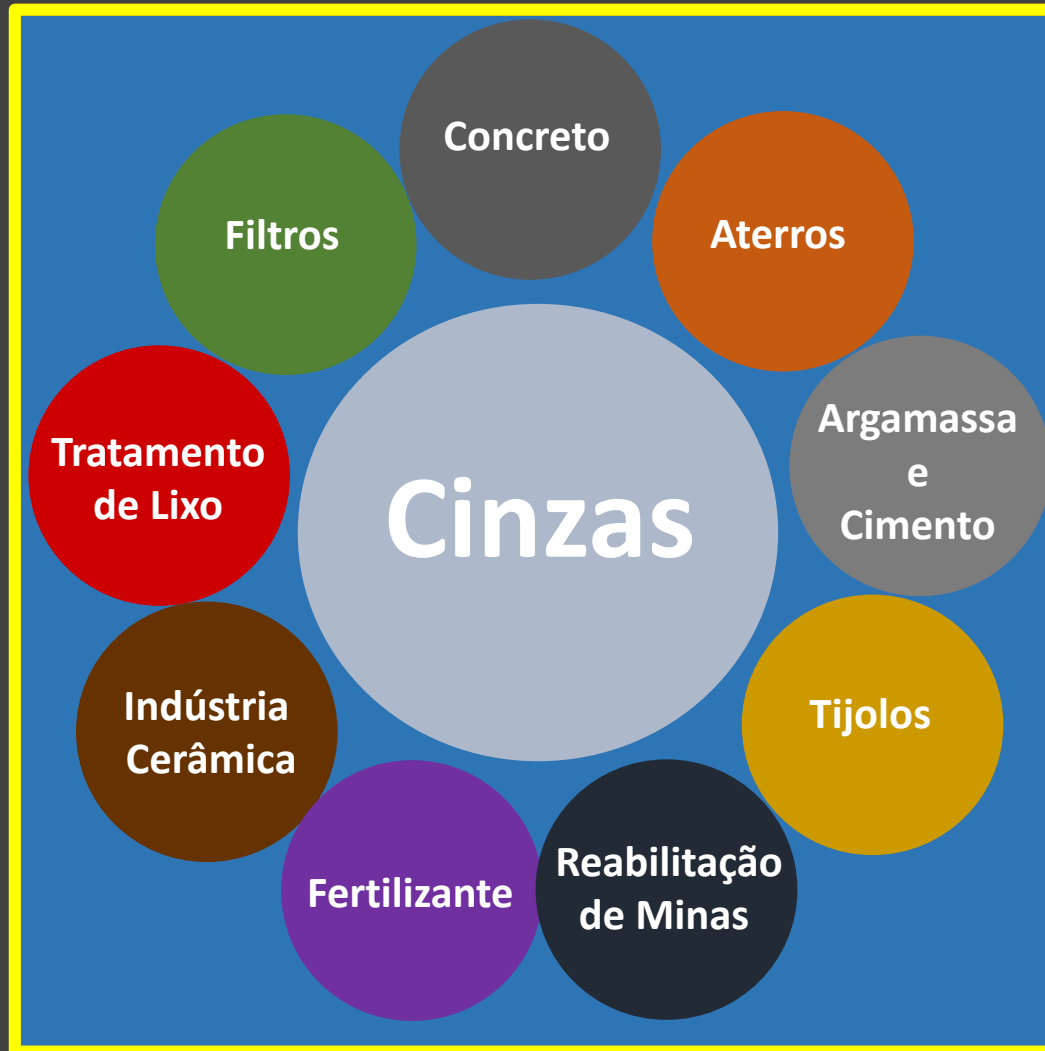 Concreto
Filtros
Aterros
Argamassa
e
Cimento
Tratamento
de Lixo
Cinzas
Indústria
Cerâmica
Tijolos
Fertilizante
Reabilitação
de Minas